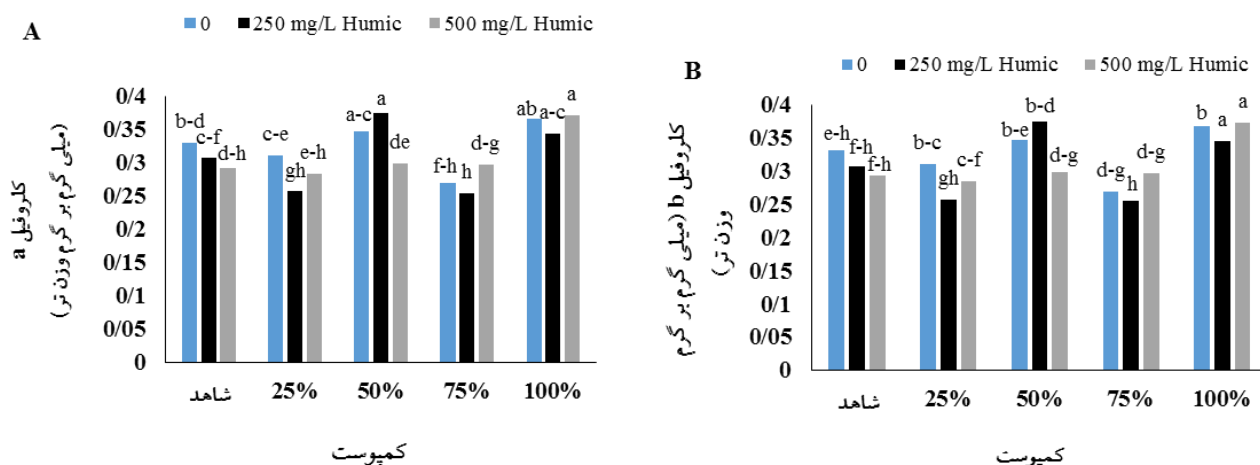 A
0 250 mg/L Humic 500 mg/L Humic
کلروفیل a
(میلی گرم بر گرم وزن تر)
0/4
0/35
0/3
0/25
0/2
0/15
0/1
0/05
0
b-d c-f d-h
c-e gh e-h
a-c a de
f-h h d-g
ab a-c a
شاهد 25% 50% 75% 100%
کمپوست
B
0 250 mg/L Humic 500 mg/L Humic
کلروفیل b (میلی گرم بر گرم
وزن تر)
0/4
0/35
0/3
0/25
0/2
0/15
0/1
0/05
0
e-h f-h f-h
b-c gh c-f
b-e b-d d-g
d-g h d-g
b a a
شاهد 25% 50% 75% 100%
کمپوست